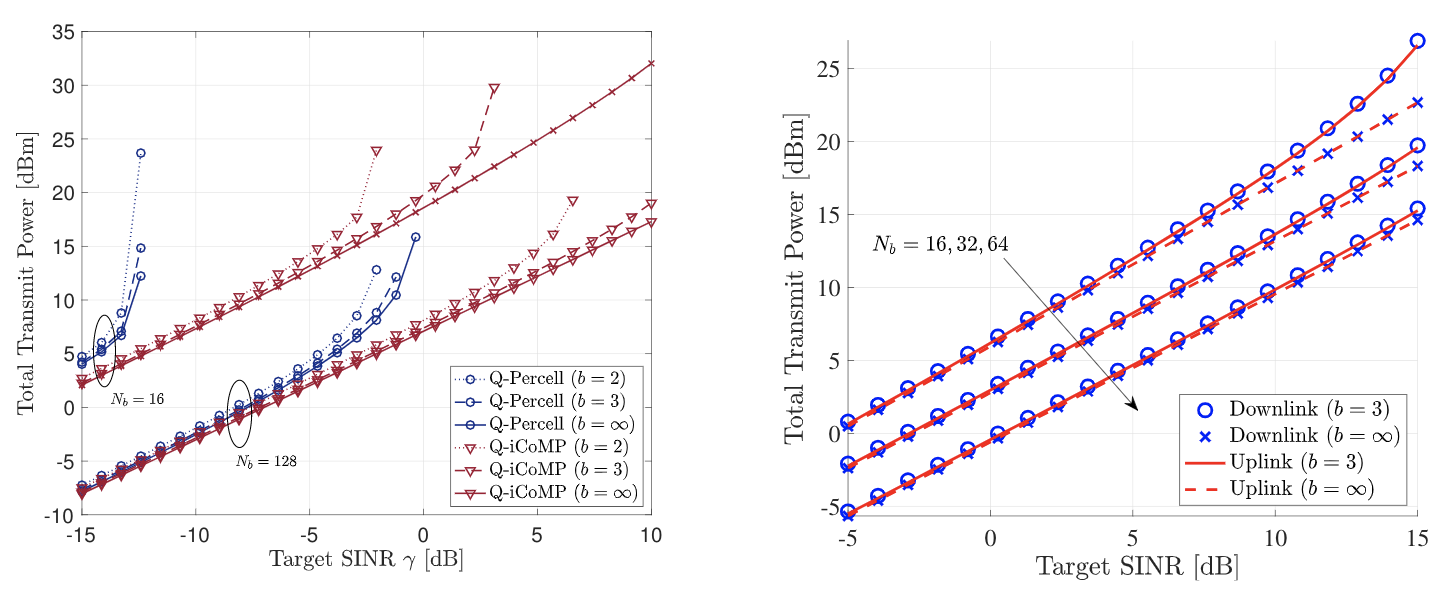 Total Transmit Power [dBm]
35
30
25
20
15
10
5
0
-5
-10
-15
-10
-5
0
5
10
Target SINR γ [dB]
N_b = 16
N_b = 128
Q-Percell (b = 2)
Q-Percell (b = 3)
Q-Percell (b = ∞)
Q-iCoMP (b = 2)
Q-iCoMP (b = 3)
Q-iCoMP (b = ∞)
Total Transmit Power [dBm]
25
20
15
10
5
0
-5
-5
0
5
10
15
Target SINR [dB]
N_b = 16, 32, 64
Downlink (b = 3)
Downlink (b = ∞)
Uplink (b = 3)
Uplink (b = ∞)